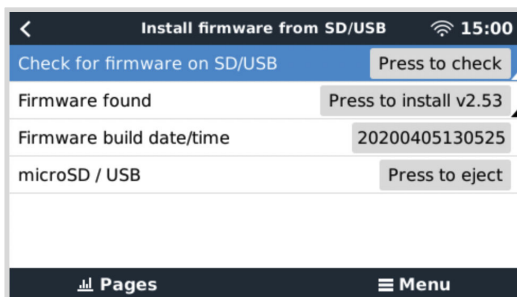 Install firmware from SD/USB 15:00
Check for firmware on SD/USB Press to check
Firmware found Press to install v2.53
Firmware build date/time 20200405130525
microSD / USB Press to eject
Pages Menu